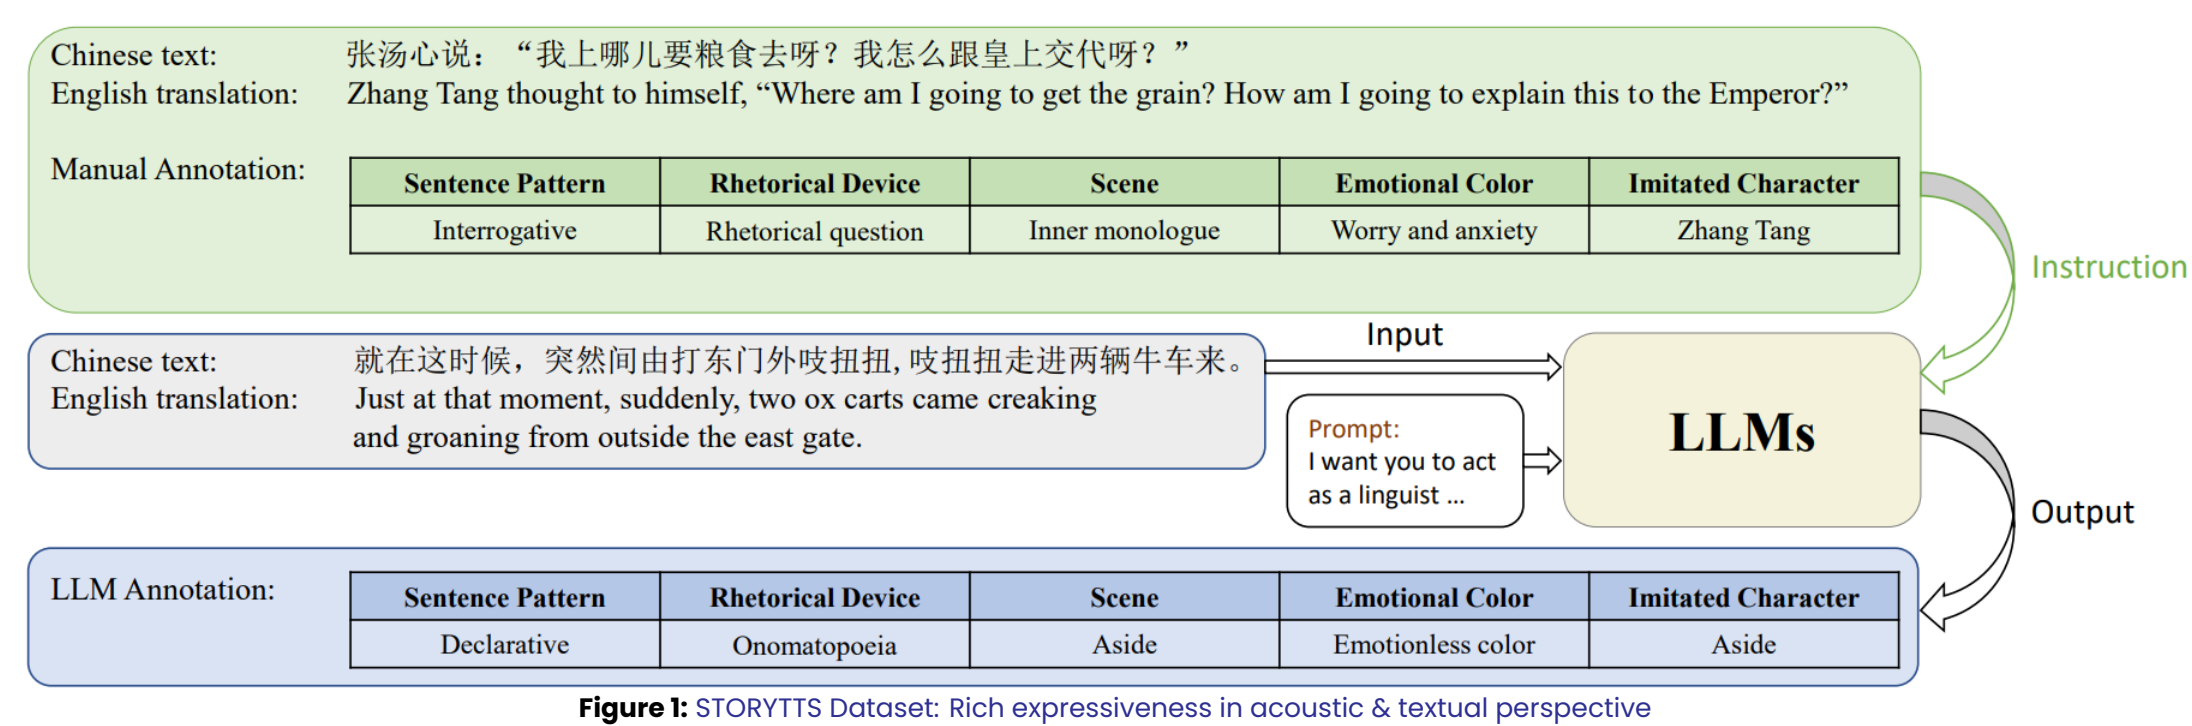 Chinese text: 张汤心说：“我上哪儿要粮食去呀？我怎么跟皇上交代呀？”
English translation: Zhang Tang thought to himself, “Where am I going to get the grain? How am I going to explain this to the Emperor?”
Manual Annotation:
Sentence Pattern Rhetorical Device Scene Emotional Color Imitated Character
Interrogative Rhetorical question Inner monologue Worry and anxiety Zhang Tang
Instruction
Chinese text: 就在这时候，突然间由打东门外吱扭扭, 吱扭扭走进两辆牛车来。
English translation: Just at that moment, suddenly, two ox carts came creaking
and groaning from outside the east gate.
Input
Prompt:
I want you to act
as a linguist ...
LLMs
Output
LLM Annotation:
Sentence Pattern Rhetorical Device Scene Emotional Color Imitated Character
Declarative Onomatopoeia Aside Emotionless color Aside
Figure 1: STORYTTS Dataset: Rich expressiveness in acoustic & textual perspective